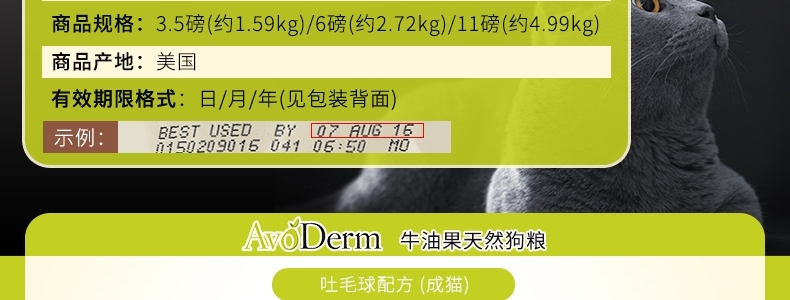 商品规格：3.5磅(约1.59kg)/6磅(约2.72kg)/11磅(约4.99kg)
商品产地：美国
有效期限格式：日/月/年(见包装背面)
示例：
BEST USED BY 07 AUG 16
0150209016 041 06:50 MO
AvoDerm 牛油果天然狗粮
吐毛球配方 (成猫)